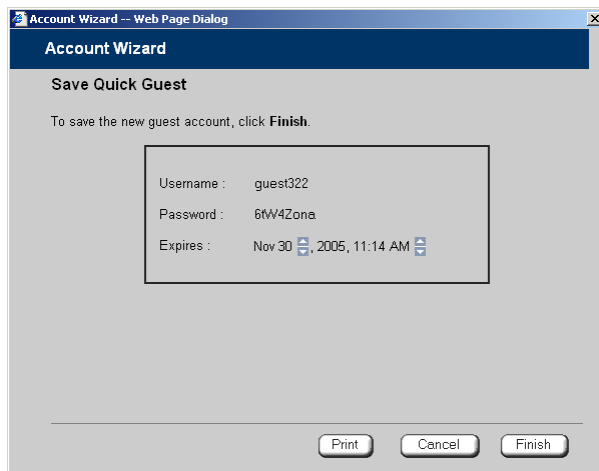 Account Wizard -- Web Page Dialog
Account Wizard
Save Quick Guest
To save the new guest account, click Finish.
Username : guest322
Password : 6tW4Zona
Expires : Nov 30 , 2005, 11:14 AM
Print Cancel Finish